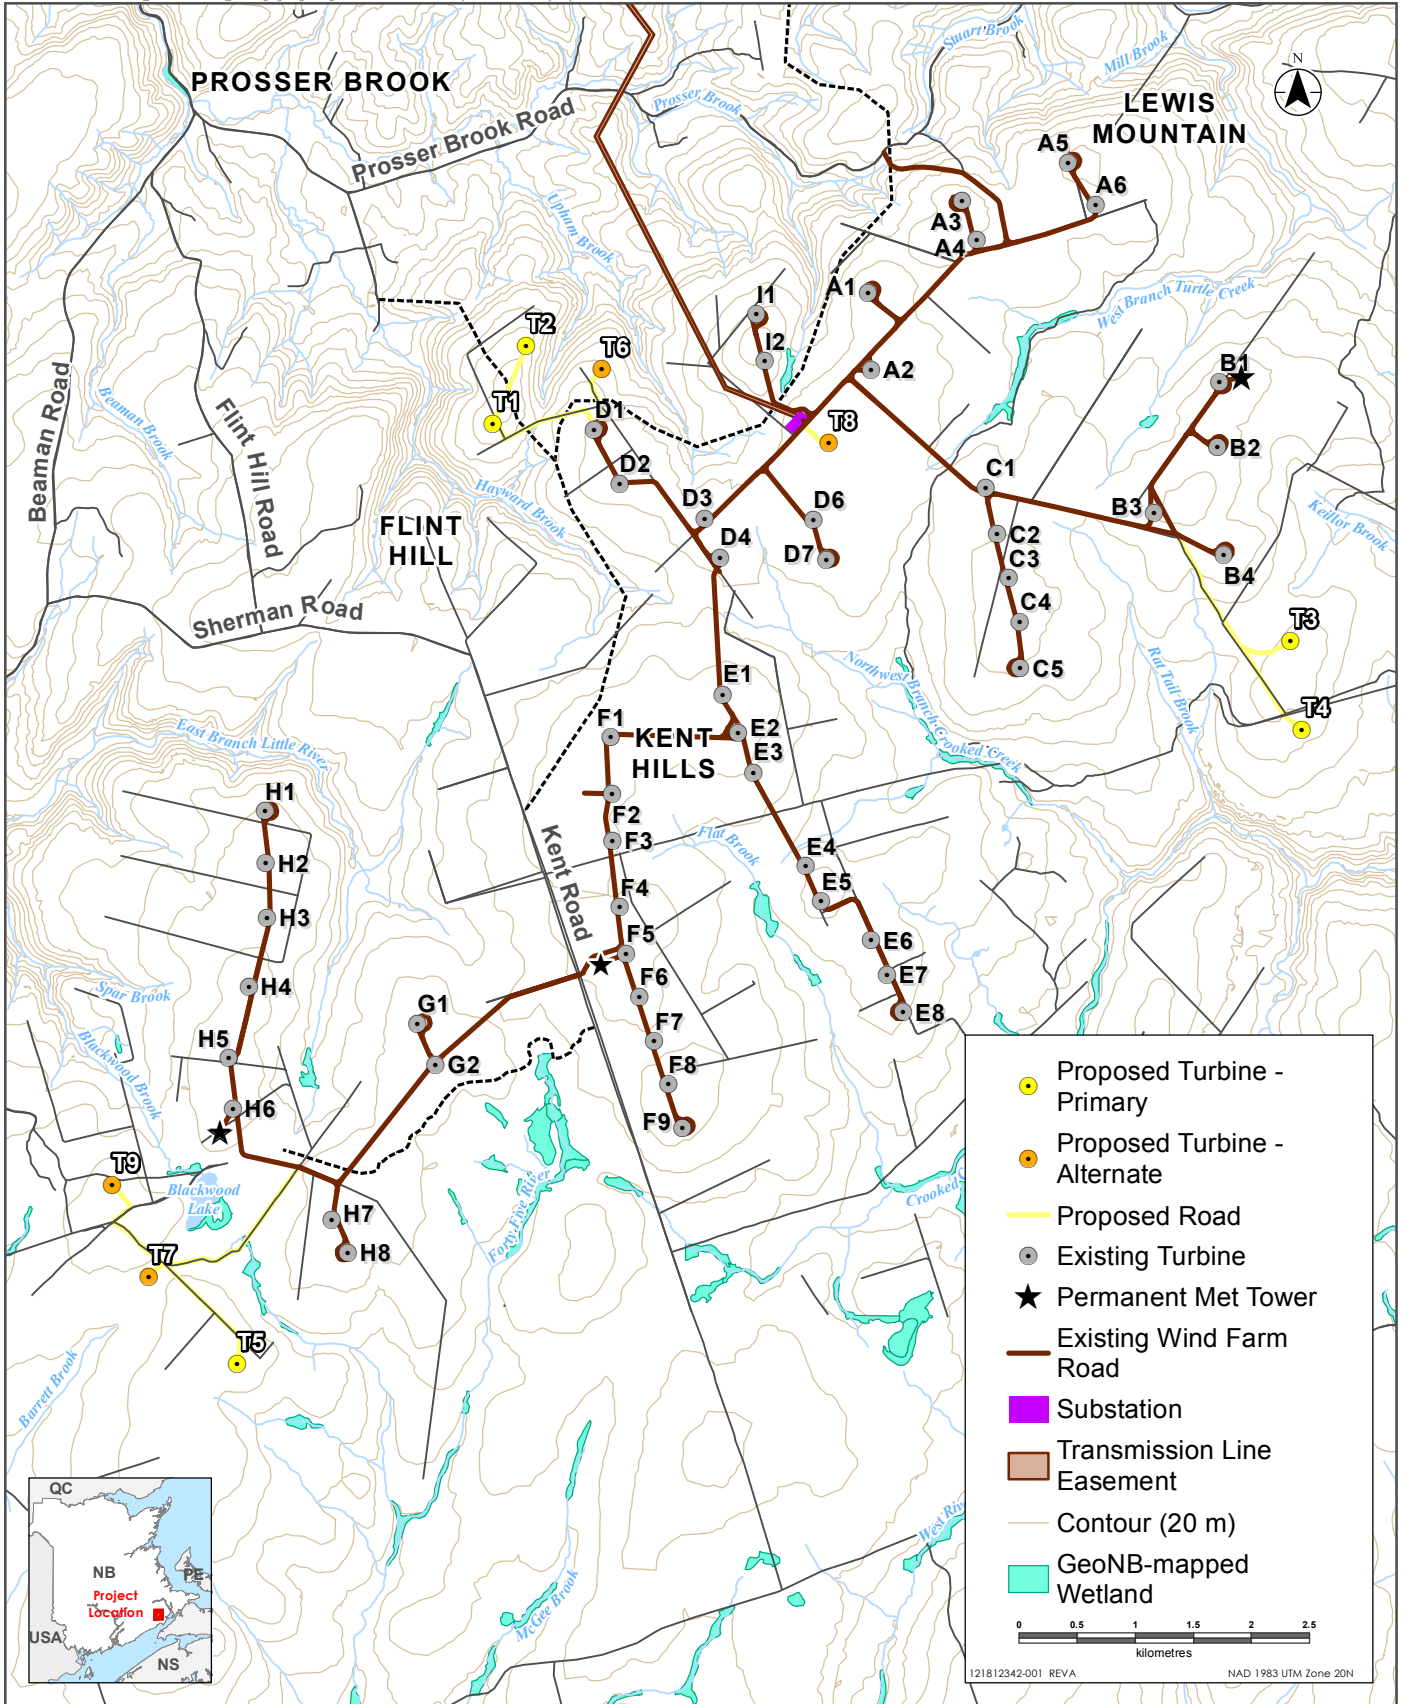 PROSSER BROOK
Prosser Brook Road
Prosser Brook
Stuart Brook
Mill Brook
N
LEWIS
MOUNTAIN
A5
A6
A3
A4
Upham Brook
A1
I1
I2
A2
West Branch Turtle Creek
T2
T6
T1
D1
B1
B2
T8
Beaman Road
Beaman Brook
Flint Hill Road
Hayward Brook
D2
D3
D4
D6
D7
C1
C2
C3
C4
C5
B3
B4
Keillor Brook
FLINT
HILL
Sherman Road
T3
T4
Northwest Branch Crooked Creek
Rat Tail Brook
E1
E2
E3
F1
KENT
HILLS
East Branch Little River
H1
H2
H3
H4
F2
F3
F4
F5
F6
F7
F8
F9
Kent Road
Flat Brook
E4
E5
E6
E7
E8
Spar Brook
Blackwood Brook
G1
G2
H5
H6
T9
Blackwood
Lake
H7
H8
T7
T5
Forty Five River
Crooked C
Barrett Brook
McGee Brook
West Riv
Proposed Turbine -
Primary
Proposed Turbine -
Alternate
Proposed Road
Existing Turbine
Permanent Met Tower
Existing Wind Farm
Road
Substation
Transmission Line
Easement
Contour (20 m)
GeoNB-mapped
Wetland
0 0.5 1 1.5 2 2.5
kilometres
121812342-001 REVA
NAD 1983 UTM Zone 20N
QC
NB
PE
Project
Location
USA
NS